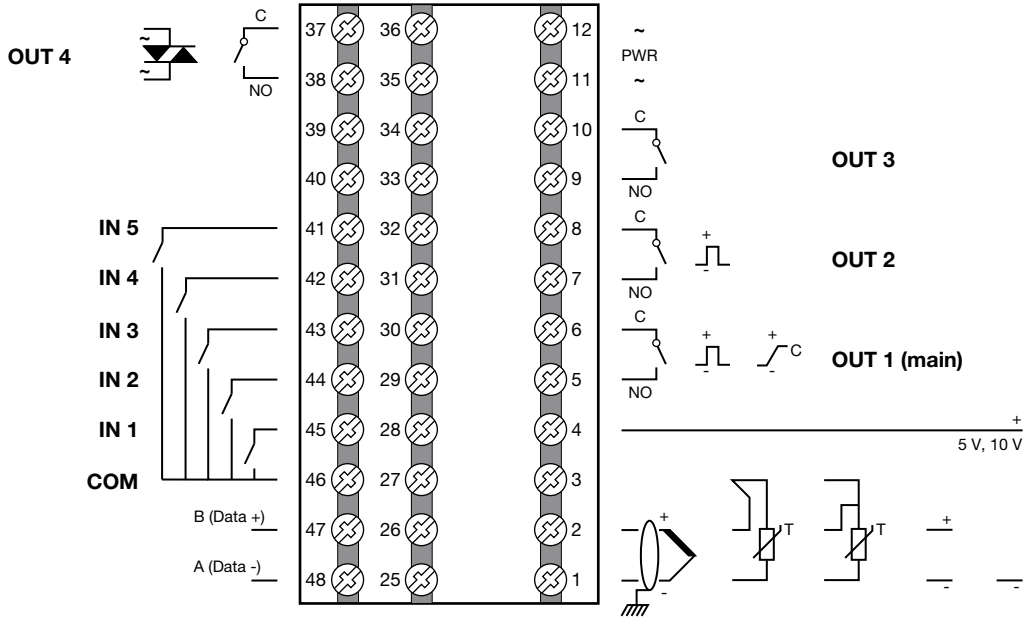 OUT 4 ~ ~ C NO
37 36 12 ~
PWR
38 35 11 ~
39 34 10 C
OUT 3
40 33 9 NO
IN 5 41 32 8 C
+ - OUT 2
IN 4 42 31 7 NO
IN 3 43 30 6 C
+ - + - C OUT 1 (main)
IN 2 44 29 5 NO
IN 1 45 28 4 +
5 V, 10 V
COM 46 27 3
B (Data +) 47 26 2 + T T +
A (Data -) 48 25 1 - - -